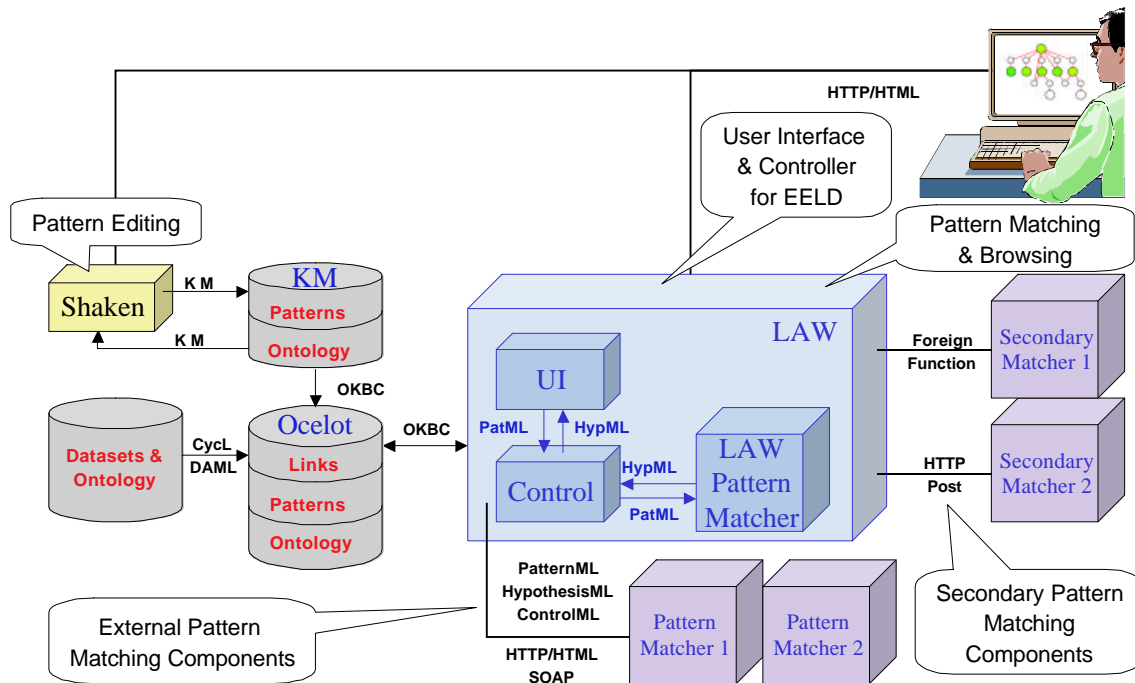 HTTP/HTML
User Interface
& Controller
for EELD
Pattern Editing
Pattern Matching
& Browsing
Shaken
K M
K M
KM
Patterns
Ontology
OKBC
LAW
UI
PatML
HypML
Control
HypML
PatML
LAW
Pattern
Matcher
Foreign
Function
Secondary
Matcher 1
HTTP
Post
Secondary
Matcher 2
Datasets &
Ontology
CycL
DAML
Ocelot
Links
Patterns
Ontology
OKBC
PatternML
HypothesisML
ControlML
HTTP/HTML
SOAP
External Pattern
Matching Components
Pattern
Matcher 1
Pattern
Matcher 2
Secondary Pattern
Matching
Components